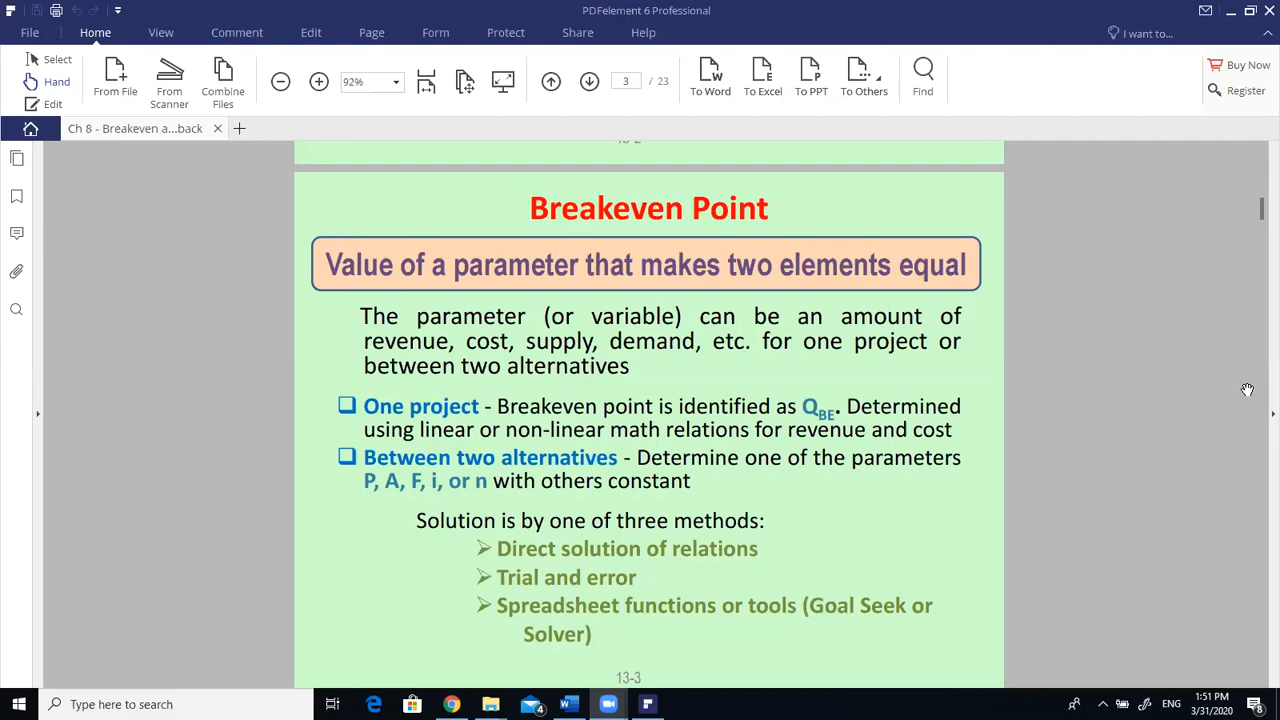 PDFelement 6 Professional
File Home View Comment Edit Page Form Protect Share Help I want to...
Select
Hand
Edit
From File
From Scanner
Combine Files
92%
3 / 23
To Word
To Excel
To PPT
To Others
Find
Buy Now
Register
Ch 8 - Breakeven a...back
Breakeven Point
Value of a parameter that makes two elements equal
The parameter (or variable) can be an amount of
revenue, cost, supply, demand, etc. for one project or
between two alternatives
One project - Breakeven point is identified as QBE. Determined
using linear or non-linear math relations for revenue and cost
Between two alternatives - Determine one of the parameters
P, A, F, i, or n with others constant
Solution is by one of three methods:
Direct solution of relations
Trial and error
Spreadsheet functions or tools (Goal Seek or
Solver)
13-3
Type here to search
4
ENG
1:51 PM
3/31/2020
8